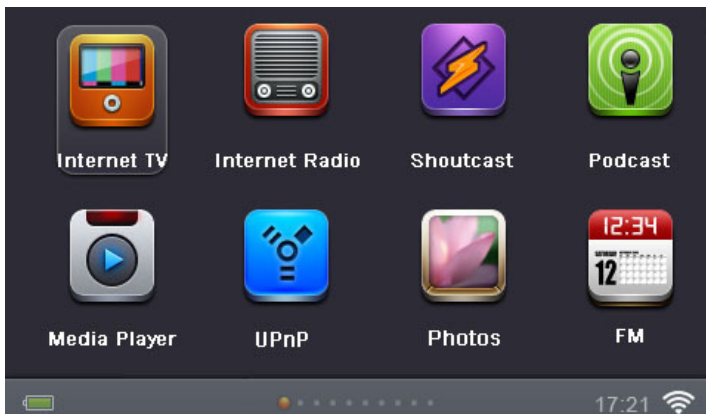 Internet TV
Internet Radio
Shoutcast
Podcast
12:34
12
Media Player
UPnP
Photos
FM
17:21